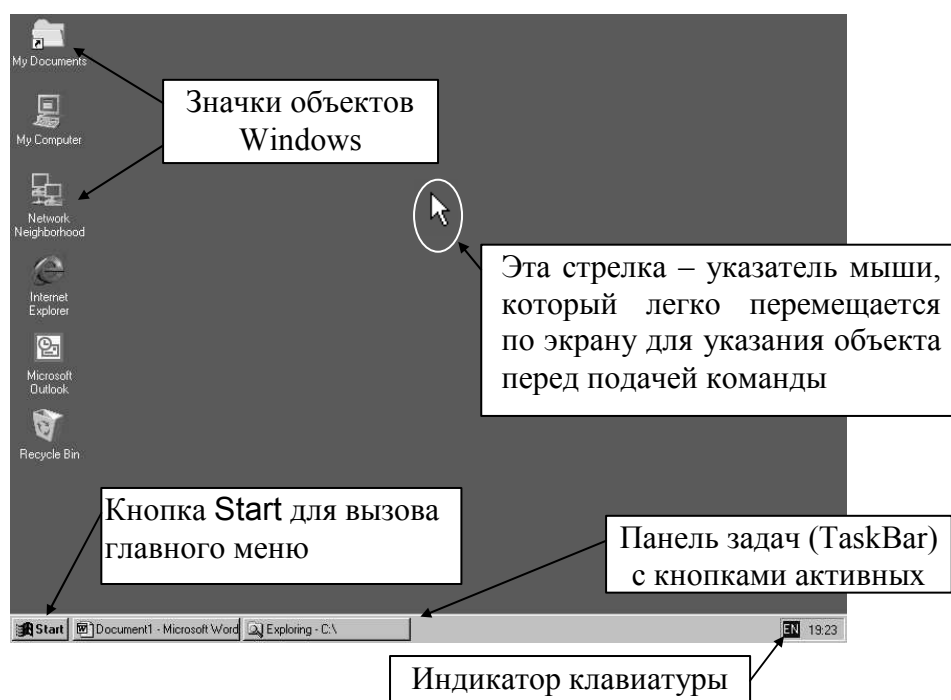 My Documents
Значки объектов
Windows
My Computer
Network
Neighborhood
Эта стрелка – указатель мыши,
который легко перемещается
по экрану для указания объекта
перед подачей команды
Internet
Explorer
Microsoft
Outlook
Recycle Bin
Кнопка Start для вызова
главного меню
Панель задач (TaskBar)
с кнопками активных
Start
Document1 - Microsoft Word
Exploring - C:\
EN
19:23
Индикатор клавиатуры